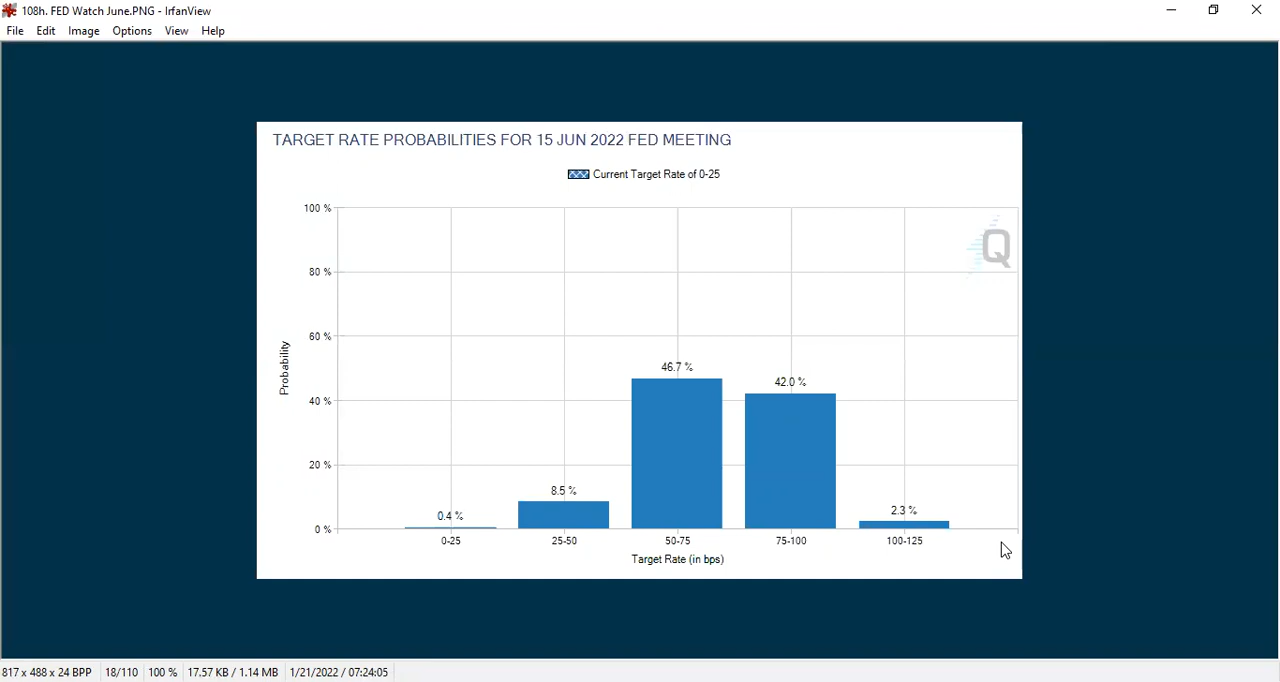 108h. FED Watch June.PNG - IrfanView
File Edit Image Options View Help
TARGET RATE PROBABILITIES FOR 15 JUN 2022 FED MEETING
Current Target Rate of 0-25
Probability
100 %
80 %
60 %
40 %
20 %
0 %
Q
0.4 %
8.5 %
46.7 %
42.0 %
2.3 %
0-25 25-50 50-75 75-100 100-125
Target Rate (in bps)
817 x 488 x 24 BPP 18/110 100 % 17.57 KB / 1.14 MB 1/21/2022 / 07:24:05